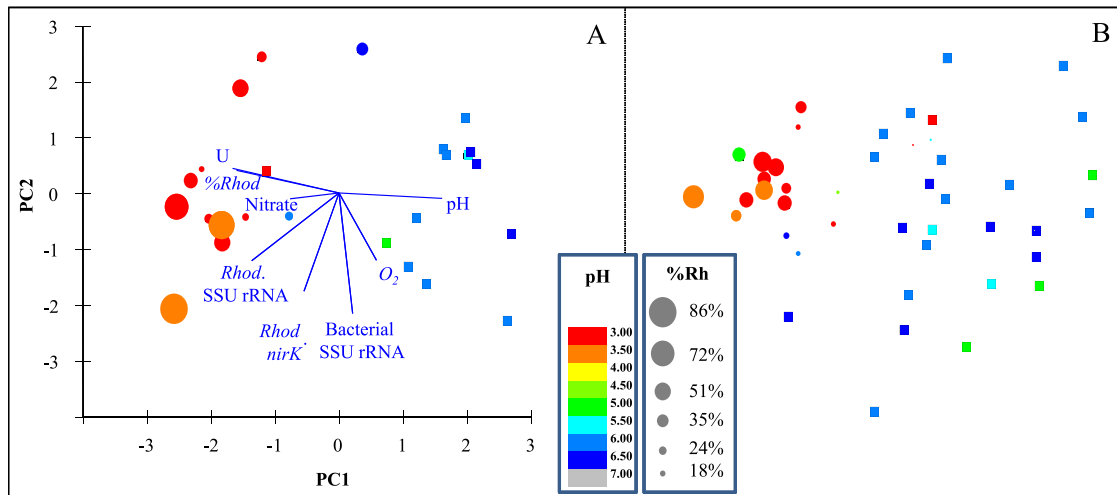 A
B
3
2
1
0
-1
-2
-3
PC2
U
%Rhod
Nitrate
pH
Rhod.
SSU rRNA
O2
Rhod.
nirK
Bacterial
SSU rRNA
-3
-2
-1
0
1
2
3
PC1
pH
3.00
3.50
4.00
4.50
5.00
5.50
6.00
6.50
7.00
%Rh
86%
72%
51%
35%
24%
18%